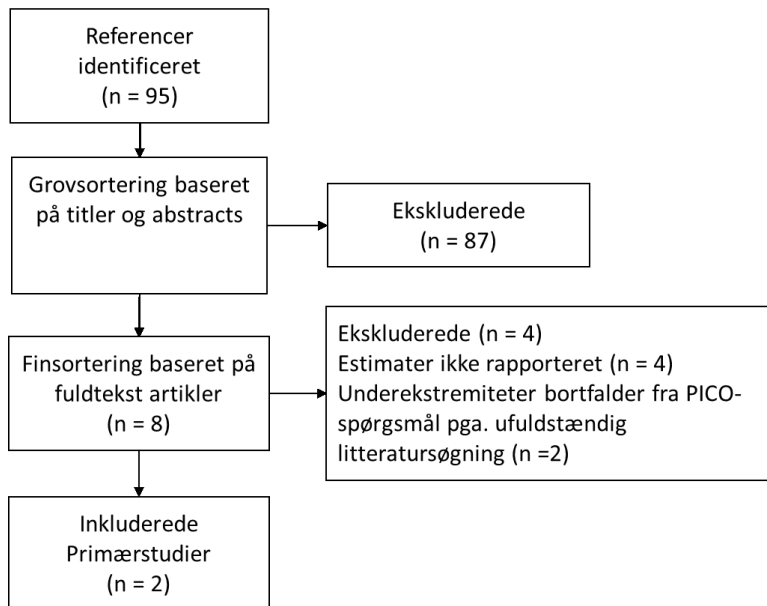 Referencer
identificeret
(n = 95)
Grovsortering baseret
på titler og abstracts
Ekskluderede
(n = 87)
Finsortering baseret på
fuldtekst artikler
(n = 8)
Ekskluderede (n = 4)
Estimater ikke rapporteret (n = 4)
Underekstremiteter bortfalder fra PICO-
spørgsmål pga. ufuldstændig
litteratursøgning (n =2)
Inkluderede
Primærstudier
(n = 2)